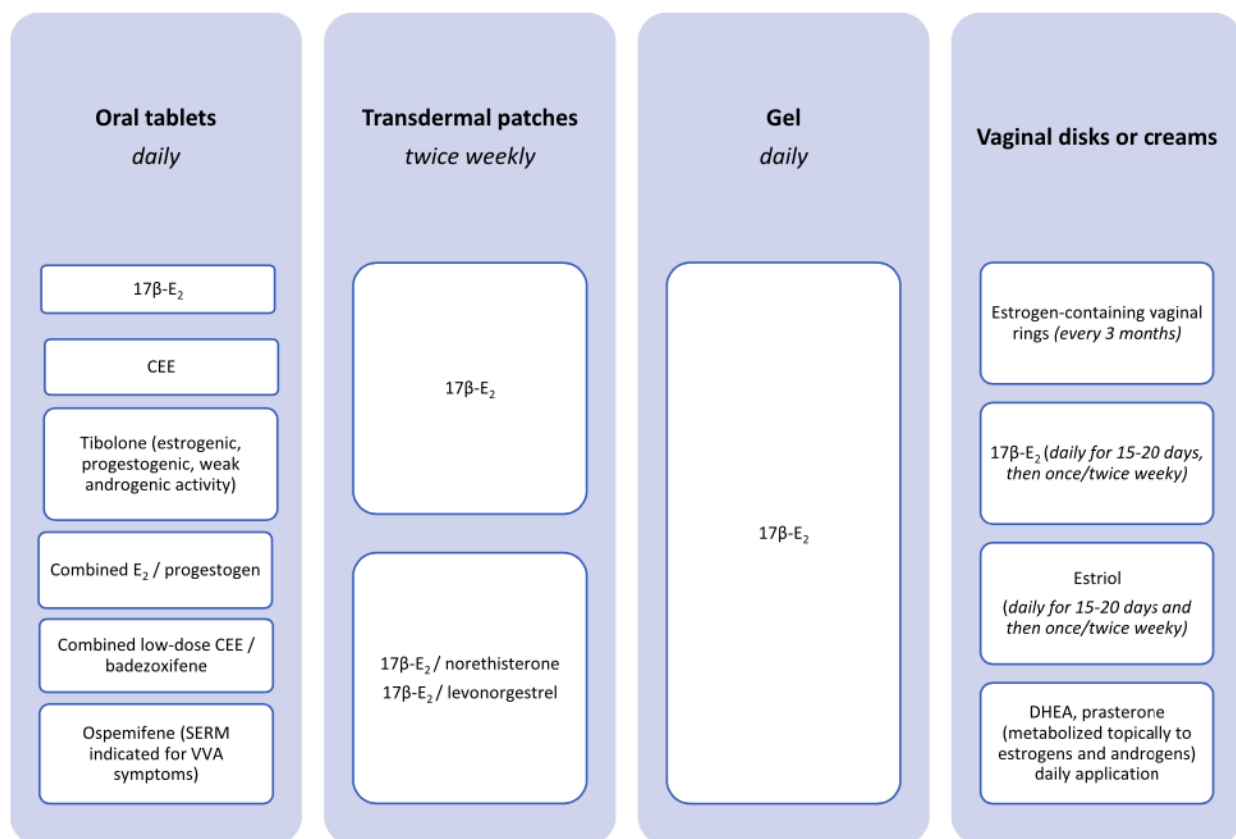 Oral tablets
daily
17β-E₂
CEE
Tibolone (estrogenic,
progestogenic, weak
androgenic activity)
Combined E₂ / progestogen
Combined low-dose CEE /
badezoxifene
Ospemifene (SERM
indicated for VVA
symptoms)
Transdermal patches
twice weekly
17β-E₂
17β-E₂ / norethisterone
17β-E₂ / levonorgestrel
Gel
daily
17β-E₂
Vaginal disks or creams
Estrogen-containing vaginal
rings (every 3 months)
17β-E₂ (daily for 15-20 days,
then once/twice weeky)
Estriol
(daily for 15-20 days and
then once/twice weeky)
DHEA, prasterone
(metabolized topically to
estrogens and androgens)
daily application